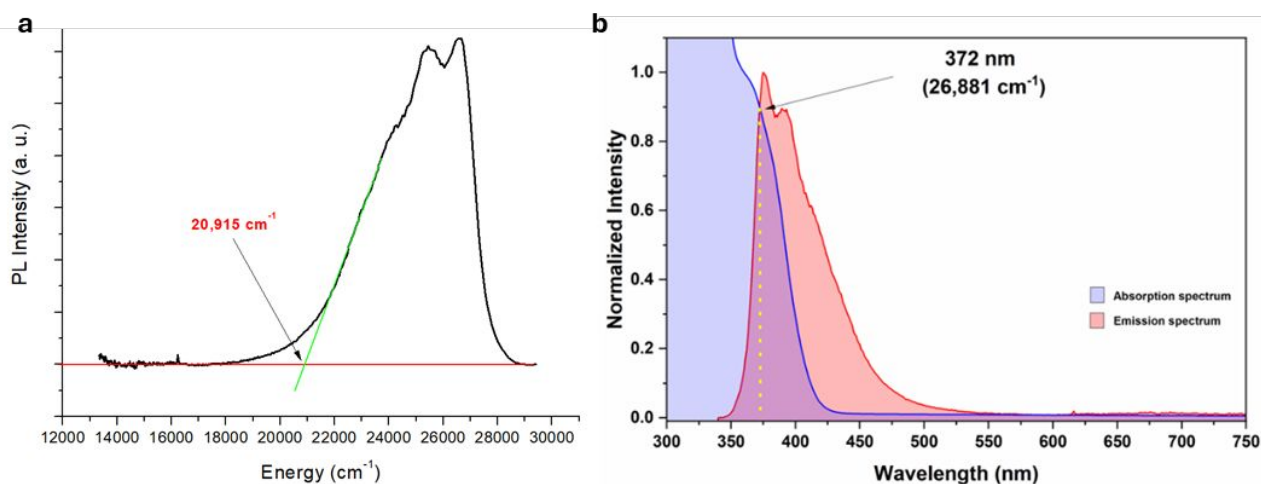 a
PL Intensity (a. u.)
20,915 cm⁻¹
12000 14000 16000 18000 20000 22000 24000 26000 28000 30000
Energy (cm⁻¹)
b
372 nm
(26,881 cm⁻¹)
Normalized Intensity
1.0
0.8
0.6
0.4
0.2
0.0
Absorption spectrum
Emission spectrum
300 350 400 450 500 550 600 650 700 750
Wavelength (nm)